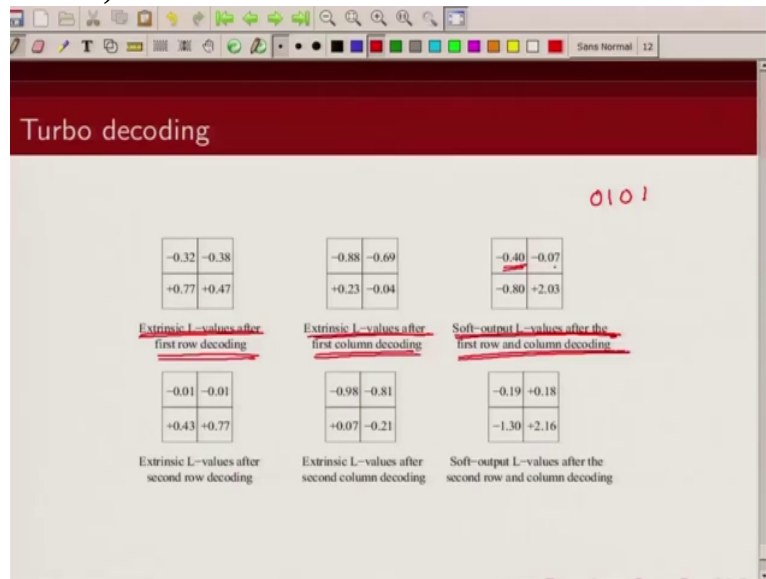 T
Sans Normal 12
Turbo decoding
0101
−0.32 −0.38
+0.77 +0.47
Extrinsic L−values after
first row decoding
−0.88 −0.69
+0.23 −0.04
Extrinsic L−values after
first column decoding
−0.40 −0.07
−0.80 +2.03
Soft−output L−values after the
first row and column decoding
−0.01 −0.01
+0.43 +0.77
Extrinsic L−values after
second row decoding
−0.98 −0.81
+0.07 −0.21
Extrinsic L−values after
second column decoding
−0.19 +0.18
−1.30 +2.16
Soft−output L−values after the
second row and column decoding